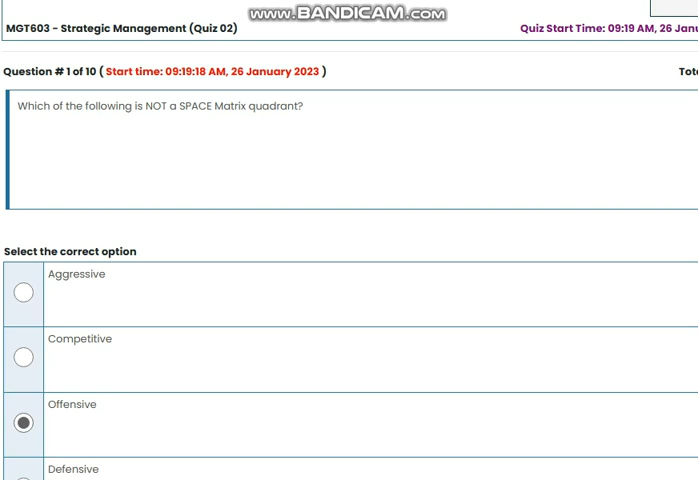 www.BANDICAM.com
MGT603 - Strategic Management (Quiz 02)
Quiz Start Time: 09:19 AM, 26
Question # 1 of 10 ( Start time: 09:19:18 AM, 26 January 2023 )
Which of the following is NOT a SPACE Matrix quadrant?
Select the correct option
Aggressive
Competitive
Offensive
Defensive